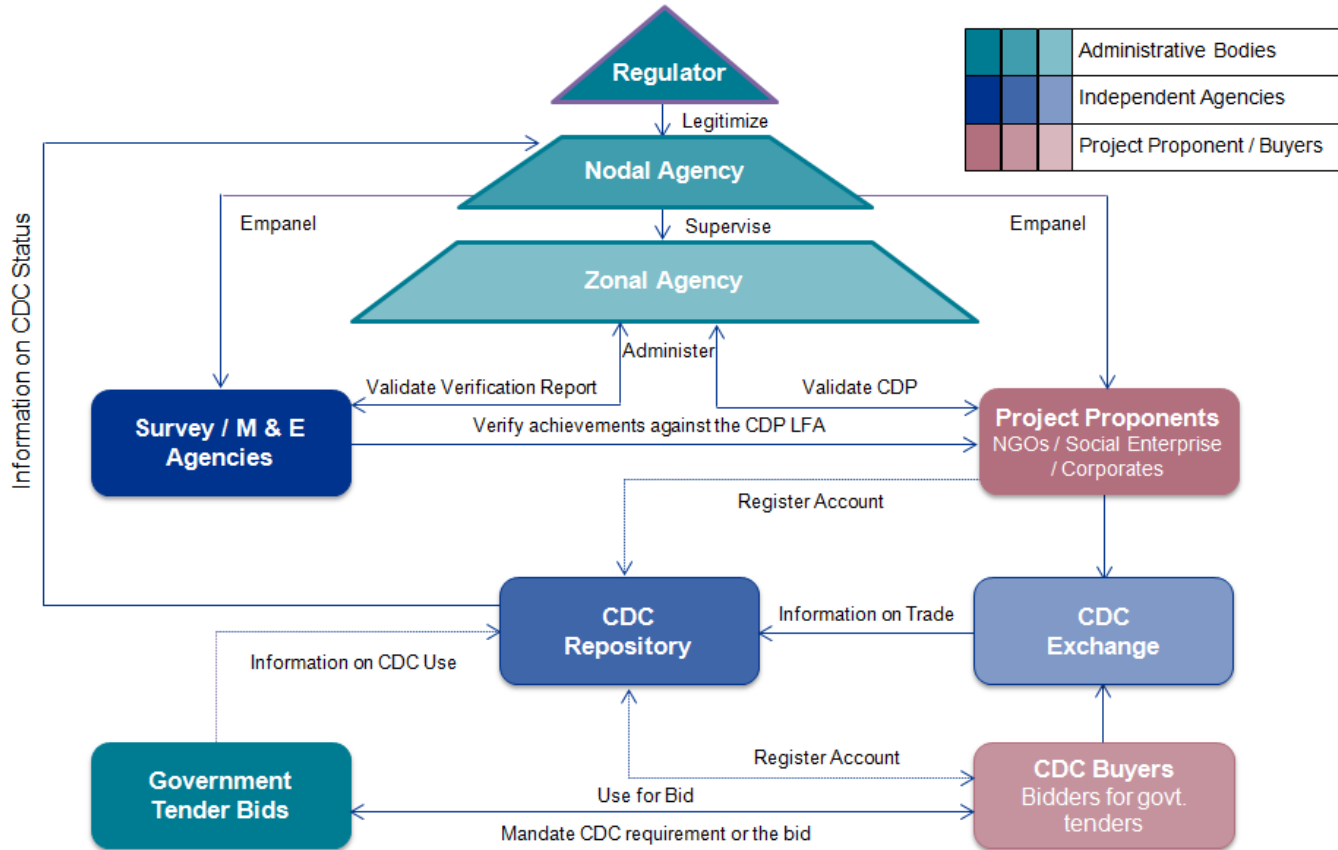 Regulator
Administrative Bodies
Independent Agencies
Project Proponent / Buyers
Legitimize
Nodal Agency
Empanel
Supervise
Empanel
Zonal Agency
Information on CDC Status
Administer
Validate Verification Report
Validate CDP
Survey / M & E
Agencies
Verify achievements against the CDP LFA
Project Proponents
NGOs / Social Enterprise
/ Corporates
Register Account
CDC
Repository
Information on Trade
CDC
Exchange
Information on CDC Use
Register Account
Government
Tender Bids
Use for Bid
Mandate CDC requirement or the bid
CDC Buyers
Bidders for govt.
tenders